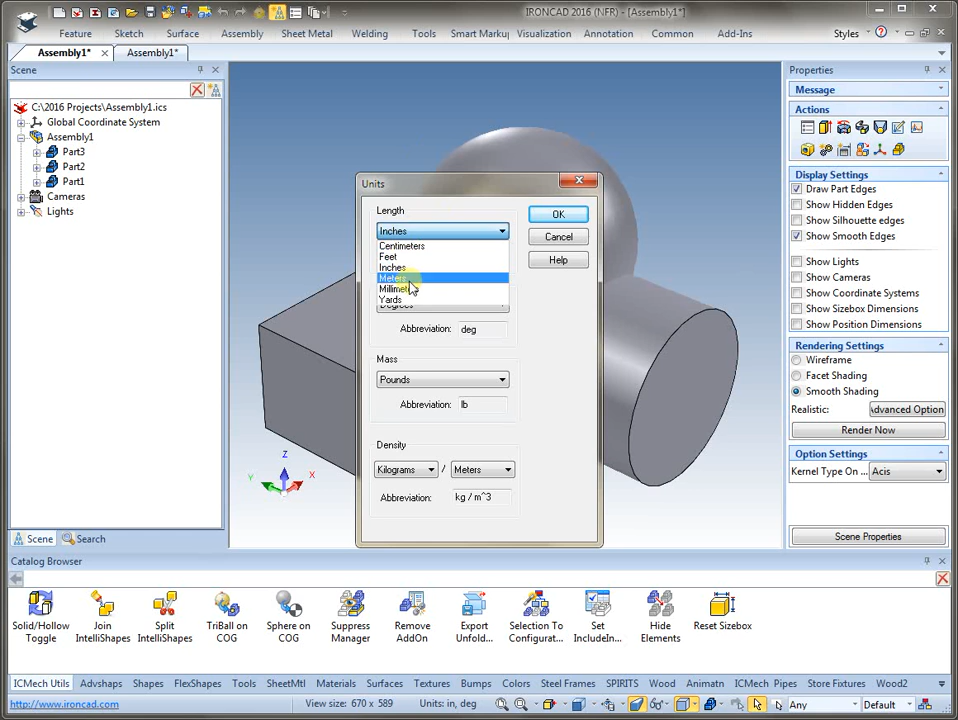 IRONCAD 2016 (NFR) - [Assembly1*]
Feature Sketch Surface Assembly Sheet Metal Welding Tools Smart Markup Visualization Annotation Common Add-Ins Styles
Assembly1* Assembly1*
Scene
C:\2016 Projects\Assembly1.ics
Global Coordinate System
Assembly1
Part3
Part2
Part1
Cameras
Lights
Scene Search
Z
Y X
Units
Length
Inches
Centimeters
Feet
Inches
Meters
Yards
Degrees
Abbreviation: deg
Mass
Pounds
Abbreviation: lb
Density
Kilograms / Meters
Abbreviation: kg / m^3
OK
Cancel
Help
Properties
Message
Actions
Display Settings
Draw Part Edges
Show Hidden Edges
Show Silhouette edges
Show Smooth Edges
Show Lights
Show Cameras
Show Coordinate Systems
Show Sizebox Dimensions
Show Position Dimensions
Rendering Settings
Wireframe
Facet Shading
Smooth Shading
Realistic: Advanced Option
Render Now
Option Settings
Kernel Type On ... Acis
Scene Properties
Catalog Browser
Solid/Hollow Toggle
Join IntelliShapes
Split IntelliShapes
TriBall on COG
Sphere on COG
Suppress Manager
Remove AddOn
Export Unfold...
Selection To Configurat...
Set IncludeIn...
Hide Elements
Reset Sizebox
ICMech Utils Advshaps Shapes FlexShapes Tools SheetMtl Materials Surfaces Textures Bumps Colors Steel Frames SPIRITS Wood Animatn ICMech Pipes Store Fixtures Wood2
http://www.ironcad.com View size: 670 x 589 Units: in, deg Any Default